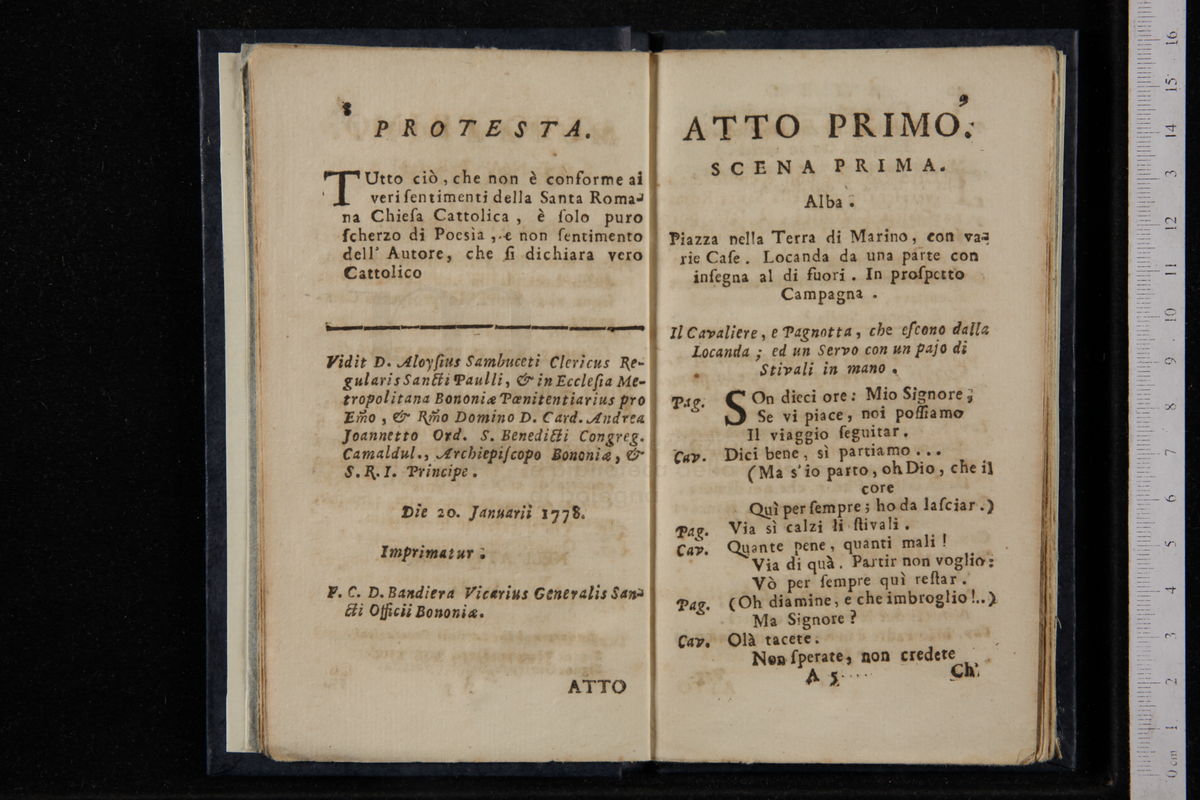 8
PROTESTA.
TUtto ciò, che non è conforme ai
veri ſentimenti della Santa Roma-
na Chieſa Cattolica, è ſolo puro
ſcherzo di Poesìa, e non ſentimento
dell' Autore, che ſi dichiara vero
Cattolico
Vidit D. Aloyſius Sambuceti Clericus Re-
gularis Sancti Paulli, & in Eccleſia Me-
tropolitana Bononiæ Pœnitentiarius pro
Em̃o, & Rm̃o Domino D. Card. Andrea
Joannetto Ord. S. Benedicti Congreg.
Camaldul., Archiepiſcopo Bononiæ, &
S. R. I. Principe.
Die 20. Januarii 1778.
Imprimatur.
F. C. D. Bandiera Vicarius Generalis San-
cti Officii Bononiæ.
ATTO
9
ATTO PRIMO.
SCENA PRIMA.
Alba.
Piazza nella Terra di Marino, con va-
rie Caſe. Locanda da una parte con
inſegna al di fuori. In proſpetto
Campagna.
Il Cavaliere, e Pagnotta, che eſcono dalla
Locanda; ed un Servo con un pajo di
Stivali in mano.
Pag. SOn dieci ore: Mio Signore;
Se vi piace, noi poſſiamo
Il viaggio ſeguitar.
Cav. Dici bene, sì partiamo...
(Ma s'io parto, oh Dio, che il
core
Quì per ſempre; ho da laſciar.)
Pag. Via sì calzi li ſtivali.
Cav. Quante pene, quanti mali!
Via di quà. Partir non voglio:
Vò per ſempre quì reſtar.
Pag. (Oh diamine, e che imbroglio!..)
Ma Signore?
Cav. Olà tacete.
Non ſperate, non credete
A 5
Ch'